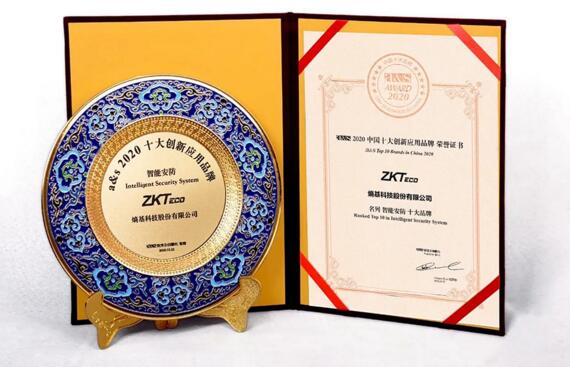 a&s 2020 十大创新应用品牌
智能安防
Intelligent Security System
ZKTECO
熵基科技股份有限公司
AWARD
2020
2020 中国十大创新应用品牌 荣誉证书
Top 10 Brands in China 2020
ZKTECO
熵基科技股份有限公司
名列 智能安防 十大品牌
Ranked Top 10 in Intelligent Security System